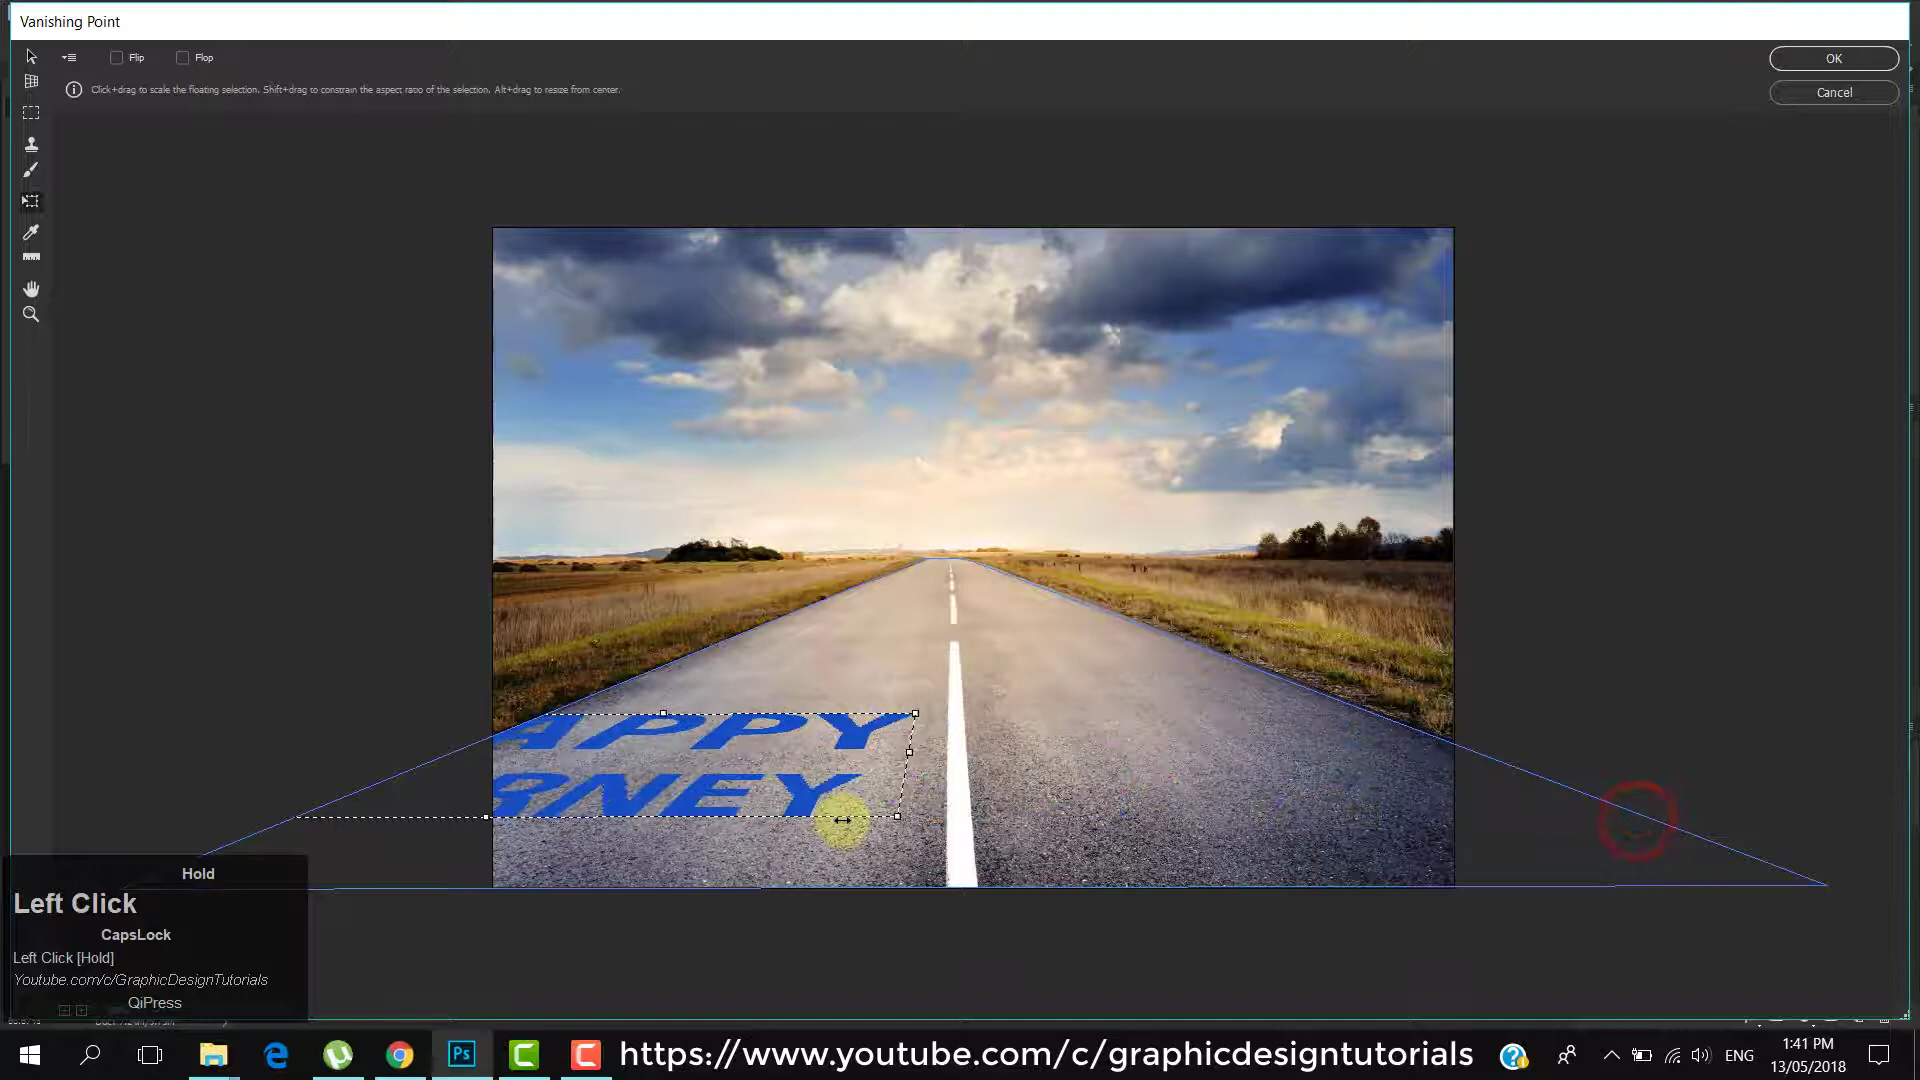 Vanishing Point
Flip
Flop
OK
Click+drag to scale the floating selection. Shift+drag to constrain the aspect ratio of the selection. Alt+drag to resize from center.
Cancel
APPY
RNEY
Hold
Left Click
CapsLock
Left Click [Hold]
Youtube.com/c/GraphicDesignTutorials
QiPress
Ps
https://www.youtube.com/c/graphicdesigntutorials
ENG
1:41 PM
13/05/2018